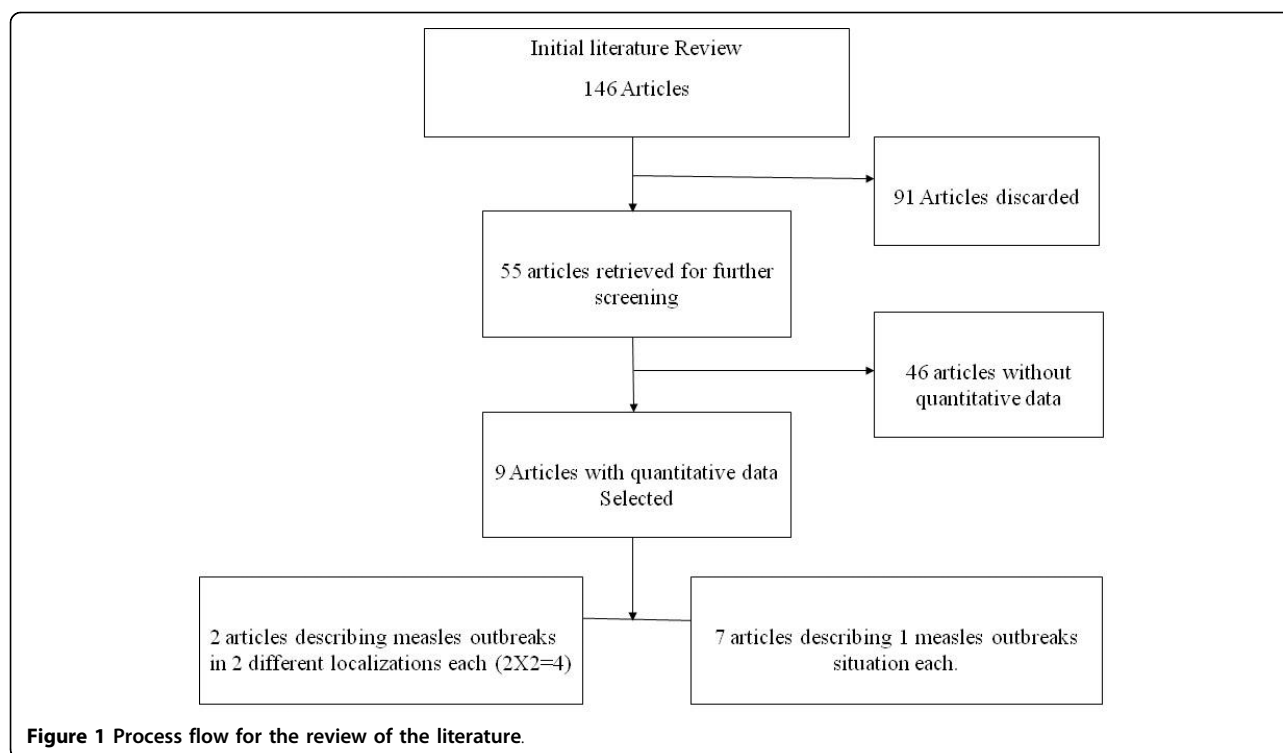 Initial literature Review
146 Articles
91 Articles discarded
55 articles retrieved for further
screening
46 articles without
quantitative data
9 Articles with quantitative data
Selected
2 articles describing measles outbreaks
in 2 different localizations each (2X2=4)
7 articles describing 1 measles outbreaks
situation each.
Figure 1 Process flow for the review of the literature.